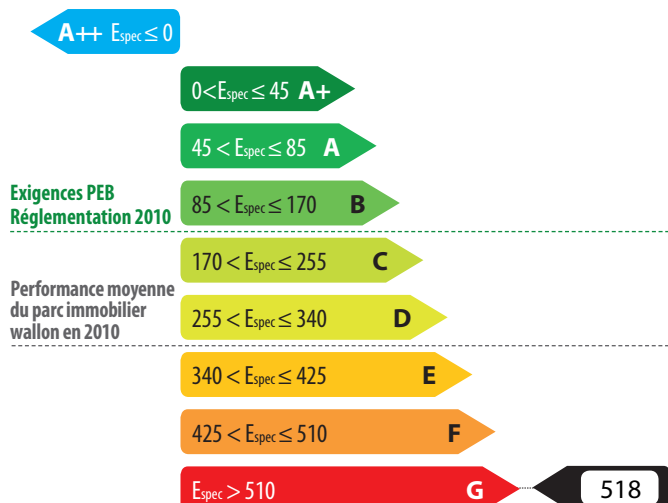 A++ Espec ≤ 0
0<Espec ≤ 45 A+
45 < Espec ≤ 85 A
Exigences PEB
Réglementation 2010
85 < Espec ≤ 170 B
170 < Espec ≤ 255 C
Performance moyenne
du parc immobilier
wallon en 2010
255 < Espec ≤ 340 D
340 < Espec ≤ 425 E
425 < Espec ≤ 510 F
Espec > 510 G 518